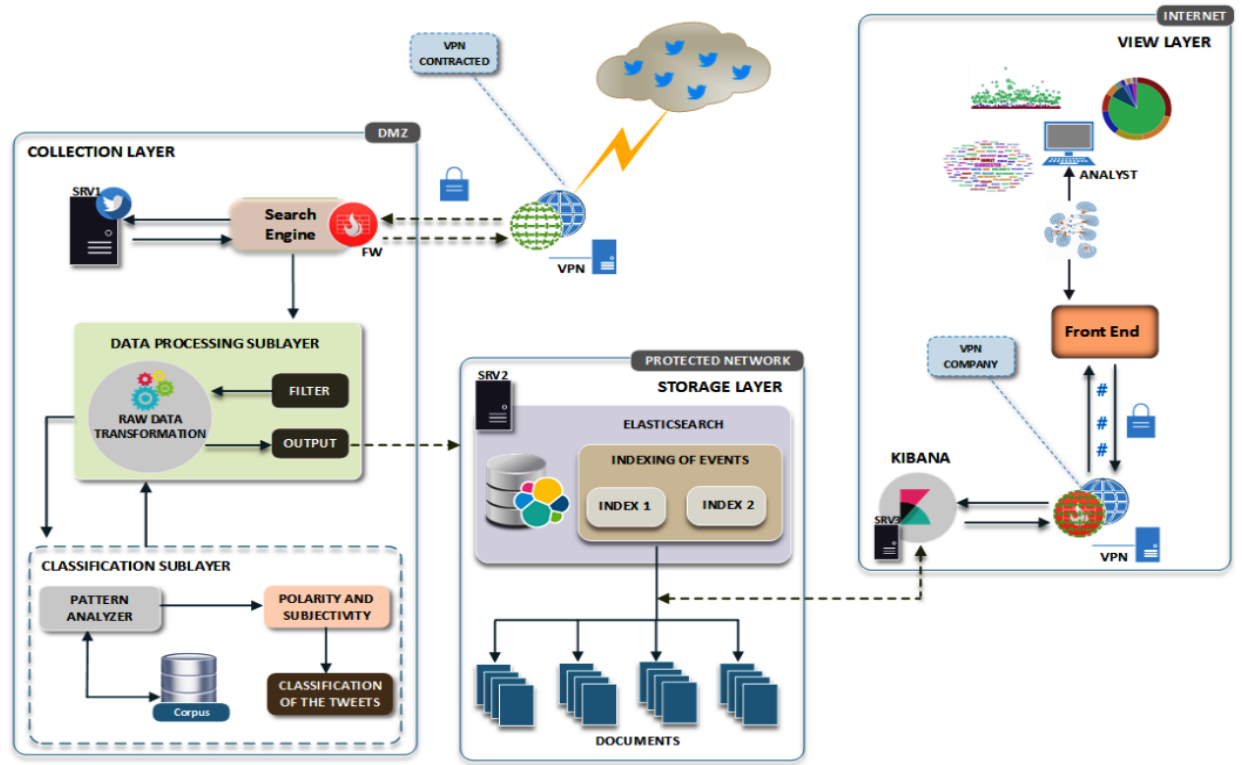 INTERNET
VIEW LAYER
VPN
CONTRACTED
DMZ
COLLECTION LAYER
SRV1
Search
Engine
FW
VPN
ANALYST
DATA PROCESSING SUBLAYER
FILTER
RAW DATA
TRANSFORMATION
OUTPUT
PROTECTED NETWORK
SRV2
STORAGE LAYER
ELASTICSEARCH
INDEXING OF EVENTS
INDEX 1
INDEX 2
Front End
VPN
COMPANY
#
#
#
KIBANA
SRV3
VPN
CLASSIFICATION SUBLAYER
PATTERN
ANALYZER
POLARITY AND
SUBJECTIVITY
Corpus
CLASSIFICATION
OF THE TWEETS
DOCUMENTS